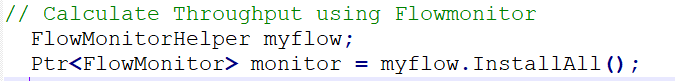 // Calculate Throughput using Flowmonitor
FlowMonitorHelper myflow;
Ptr<FlowMonitor> monitor = myflow.InstallAll();